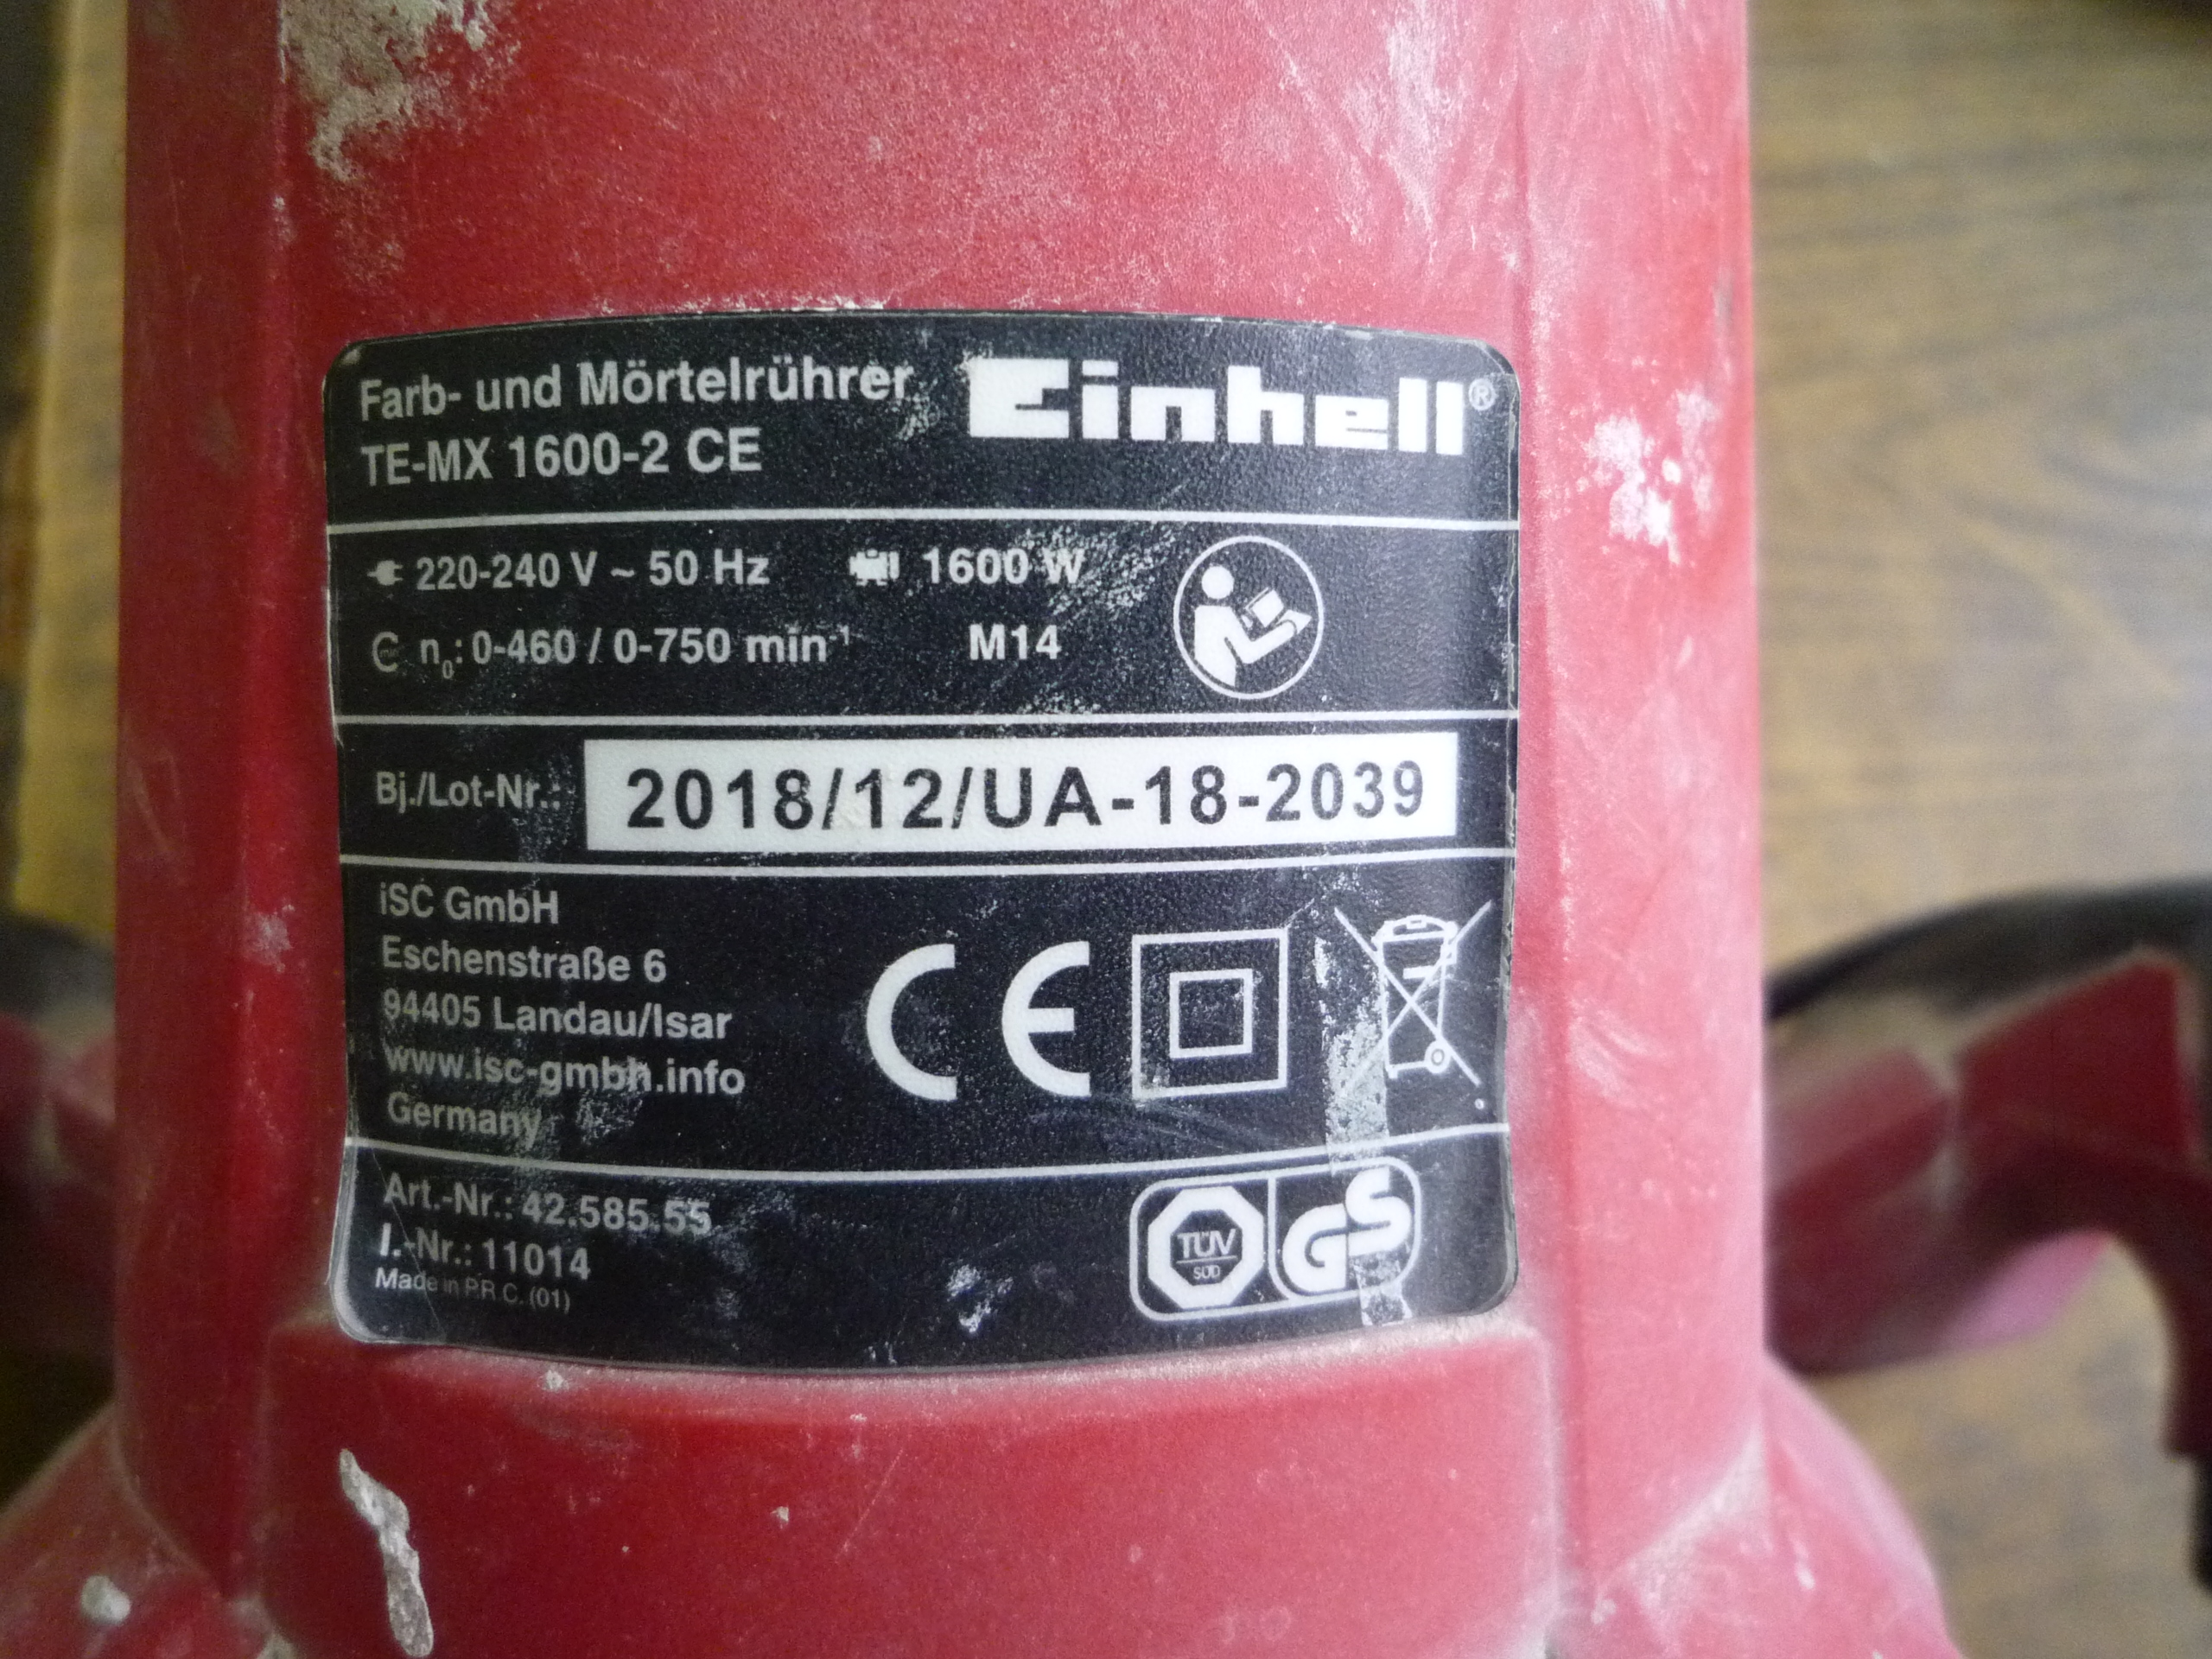 Farb- und Mörtelrührer
Einhell®
TE-MX 1600-2 CE
220-240 V ~ 50 Hz
1600 W
min n₀: 0-460 / 0-750 min⁻¹
M14
Bj./Lot-Nr.: 2018/12/UA-18-2039
iSC GmbH
Eschenstraße 6
94405 Landau/Isar
www.isc-gmbh.info
Germany
CE
Art.-Nr.: 42.585.55
I.-Nr.: 11014
Made in P.R.C. (01)
TÜV
SÜD
GS